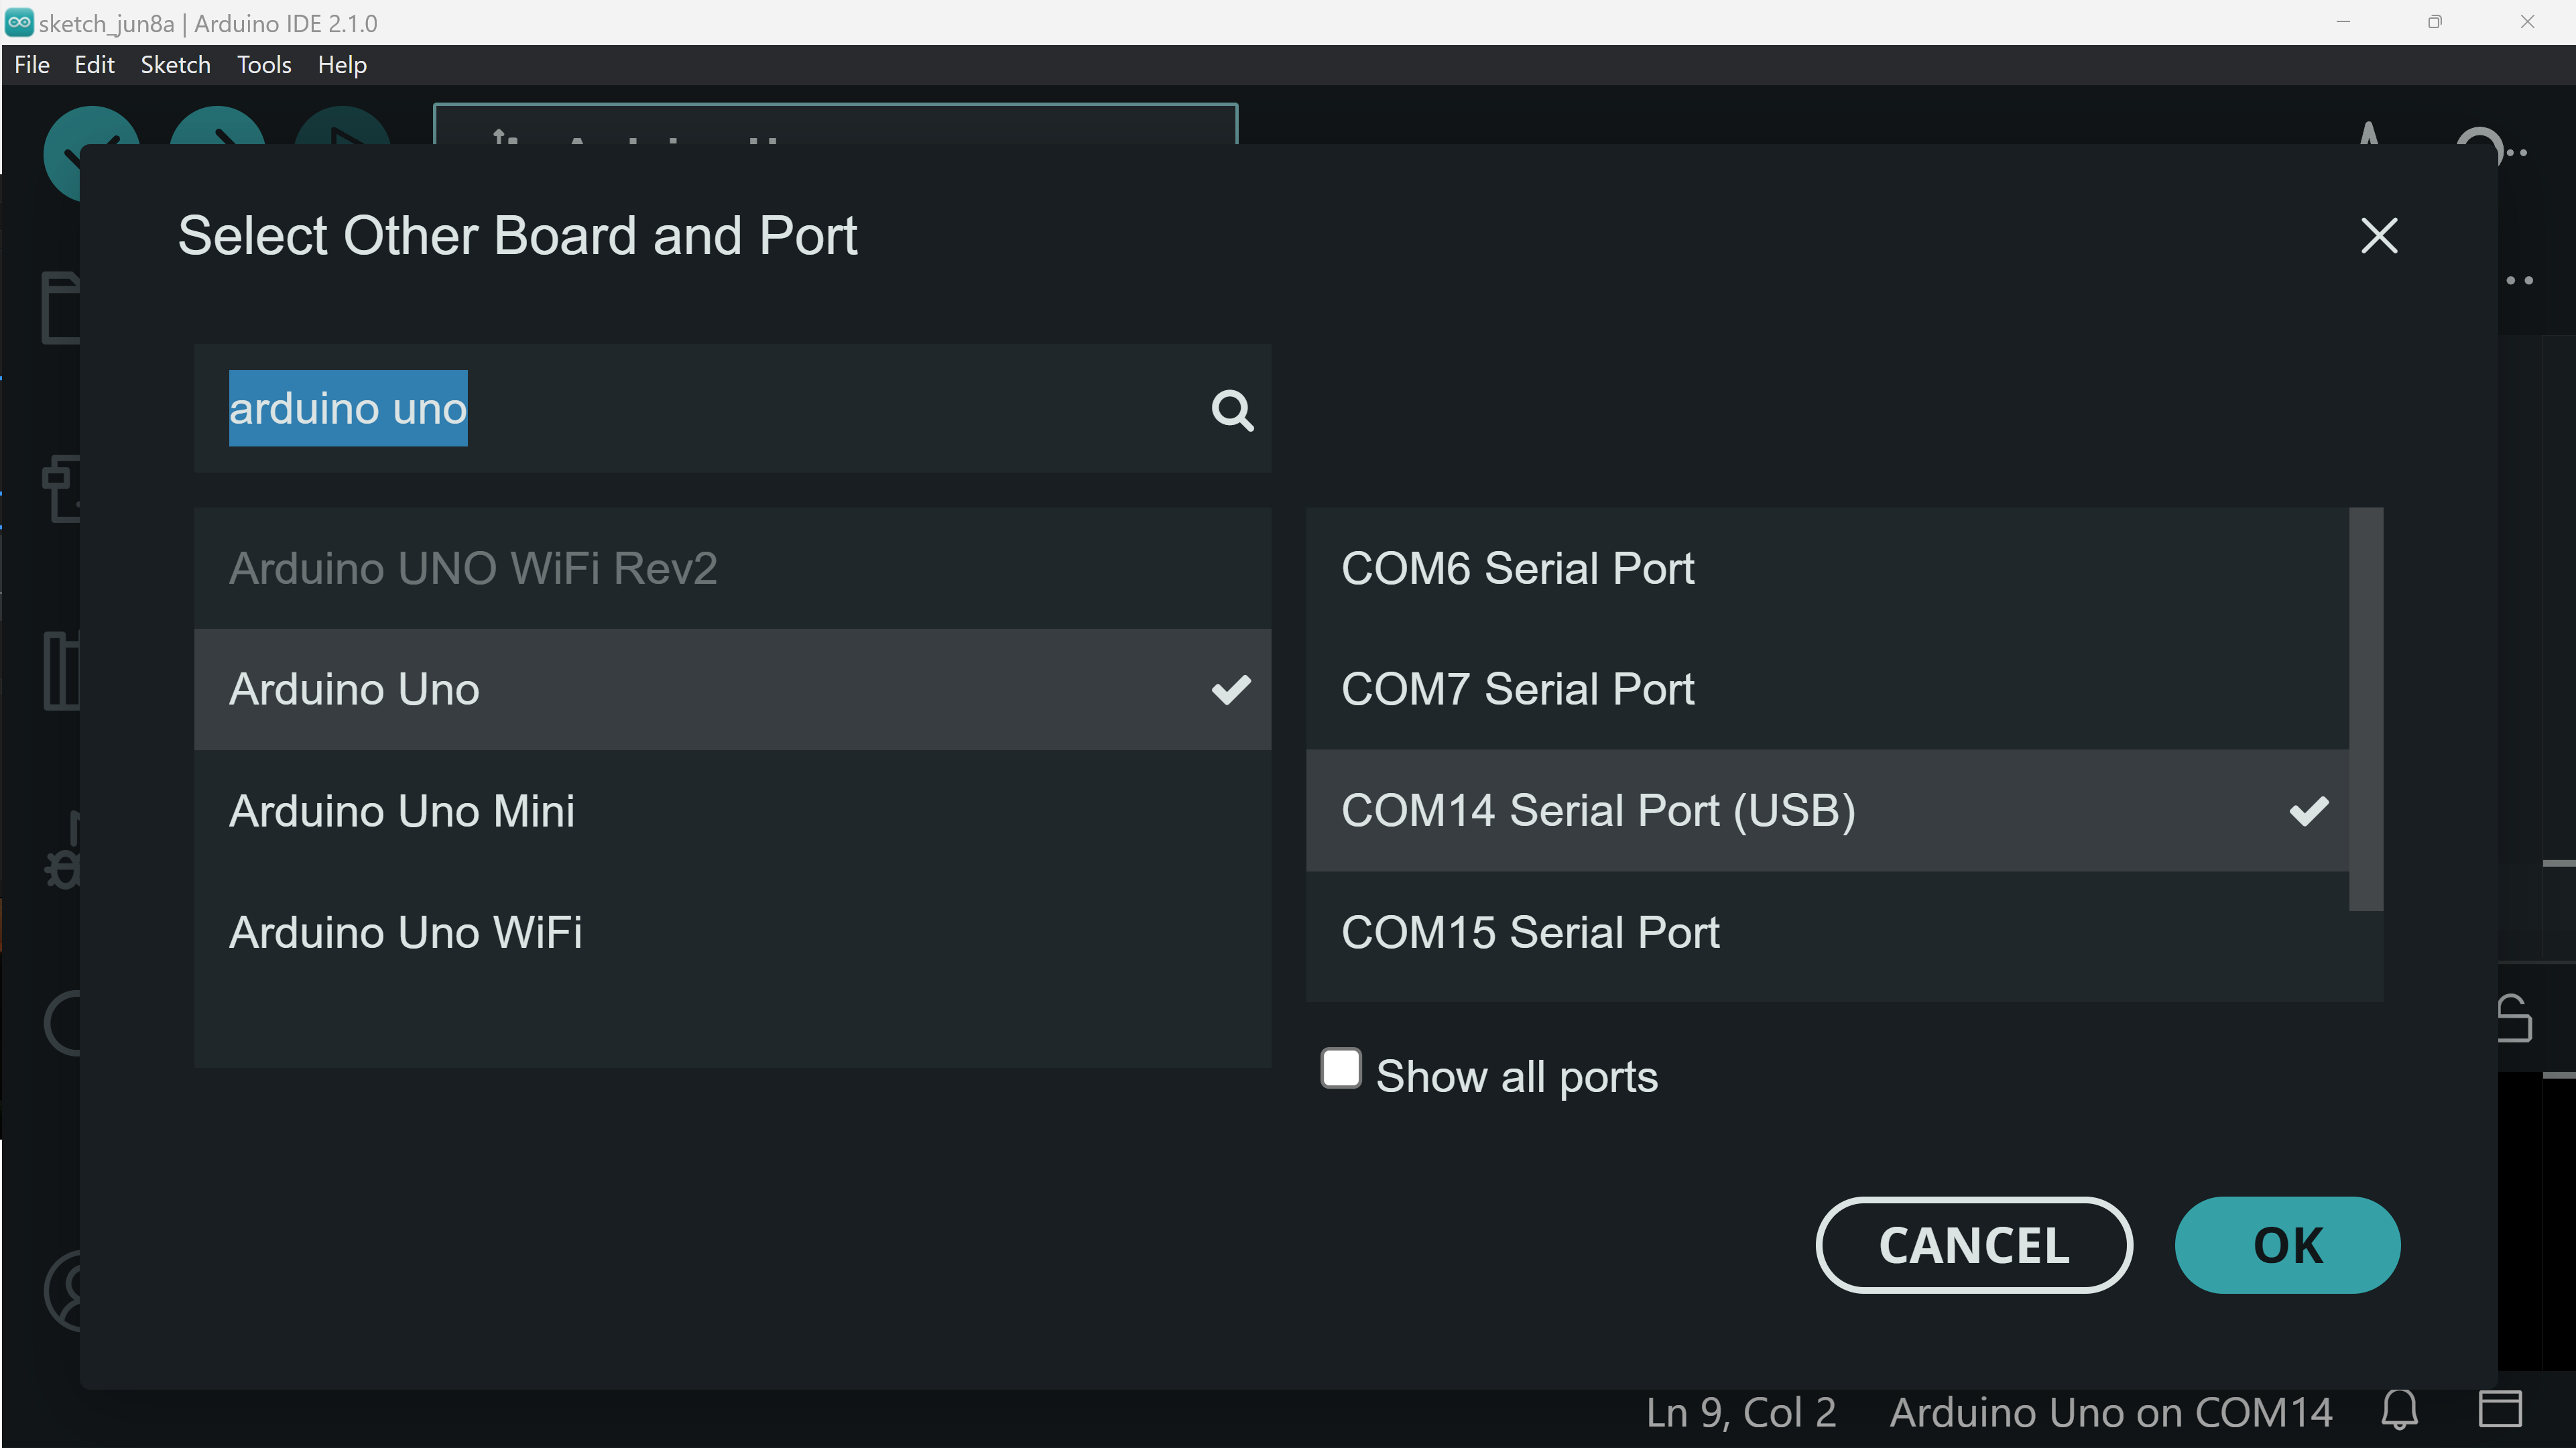 sketch_jun8a | Arduino IDE 2.1.0
File Edit Sketch Tools Help
Select Other Board and Port
arduino uno
Arduino UNO WiFi Rev2
Arduino Uno
Arduino Uno Mini
Arduino Uno WiFi
COM6 Serial Port
COM7 Serial Port
COM14 Serial Port (USB)
COM15 Serial Port
Show all ports
CANCEL
OK
Ln 9, Col 2 Arduino Uno on COM14